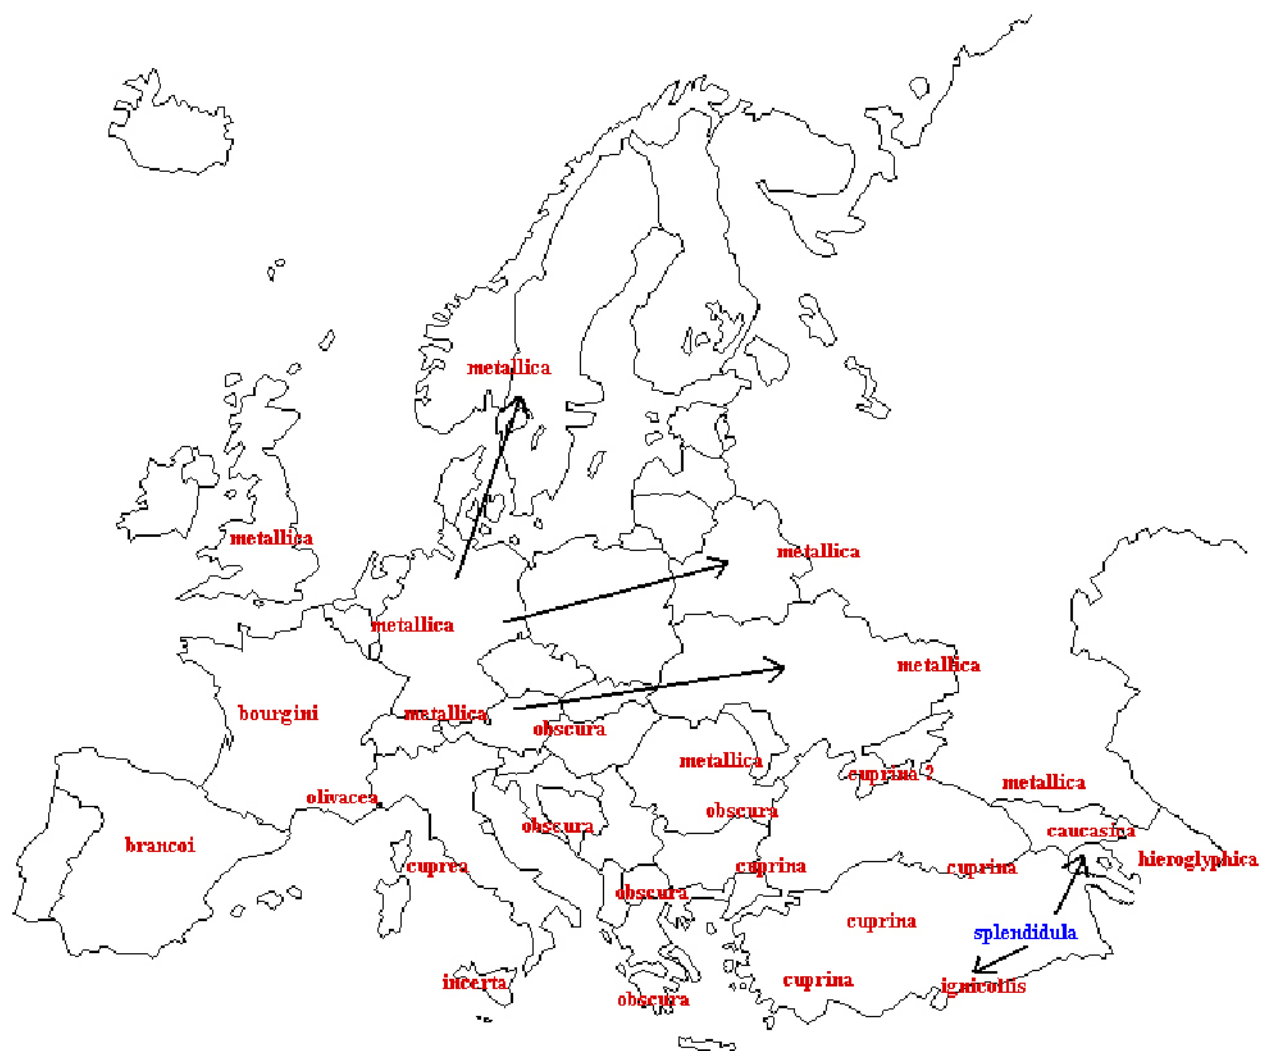 metallica
metallica
metallica
metallica
metallica
bourgini
metallica
obscura
metallica
cuprina ?
metallica
olivacea
obscura
obscura
caucasica
brancoi
cuprea
cuprina
cuprina
hieroglyphica
obscura
cuprina
splendidula
incerta
cuprina
ignicollis
obscura